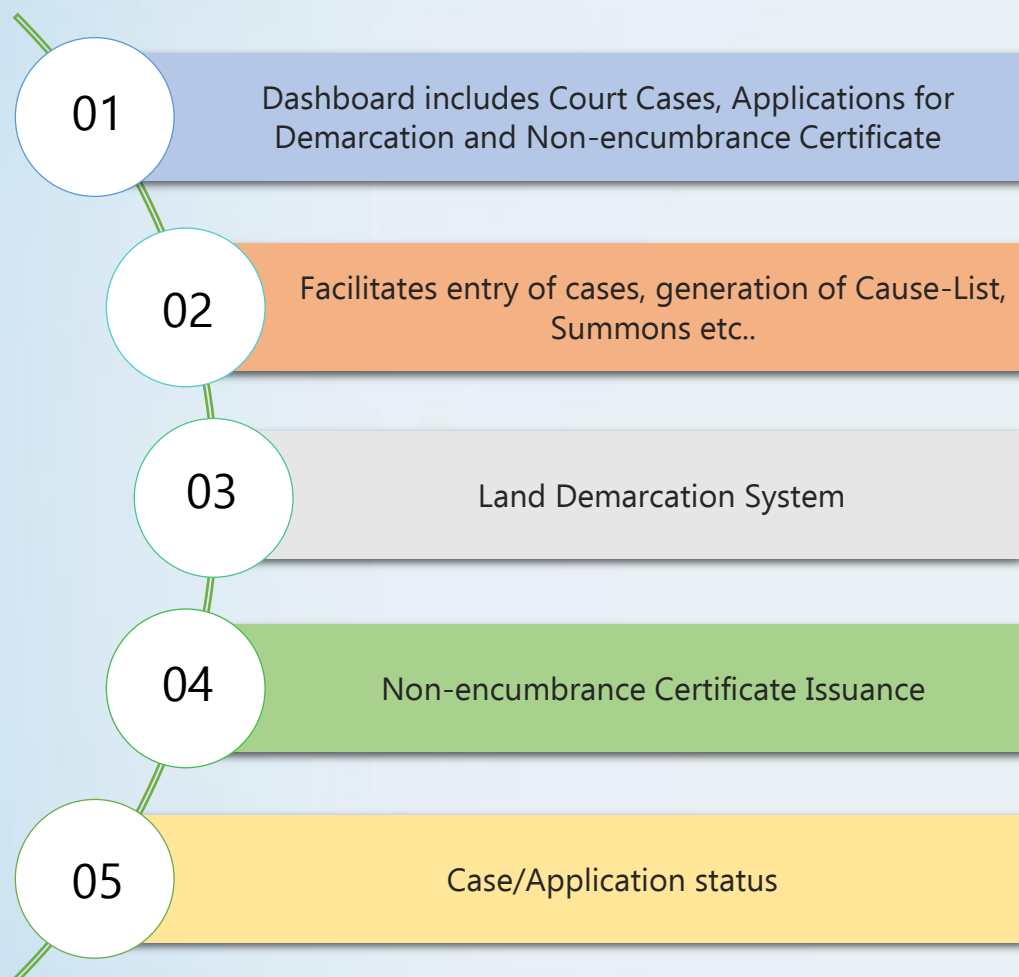 01
Dashboard includes Court Cases, Applications for
Demarcation and Non-encumbrance Certificate
02
Facilitates entry of cases, generation of Cause-List,
Summons etc..
03
Land Demarcation System
04
Non-encumbrance Certificate Issuance
05
Case/Application status